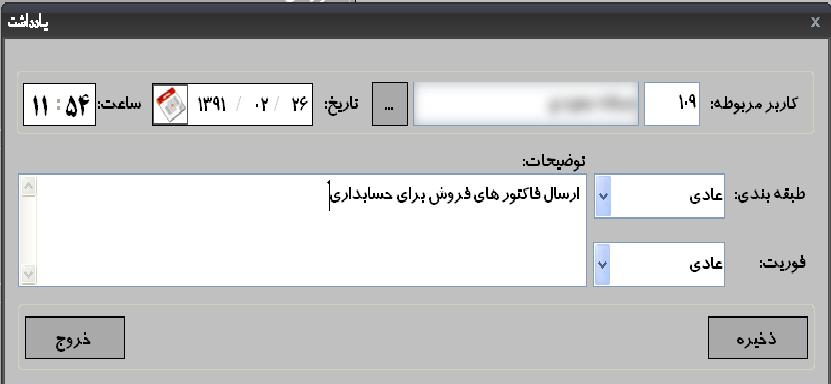 یادداشت X
کاربر مربوطه: ۱۰۹ ... تاریخ: ۱۳۹۱ / ۰۲ / ۲۶ ساعت: ۱۱ : ۵۴
توضیحات:
طبقه بندی: عادی
ارسال فاکتور های فروش برای حسابداری
فوریت: عادی
ذخیره
خروج